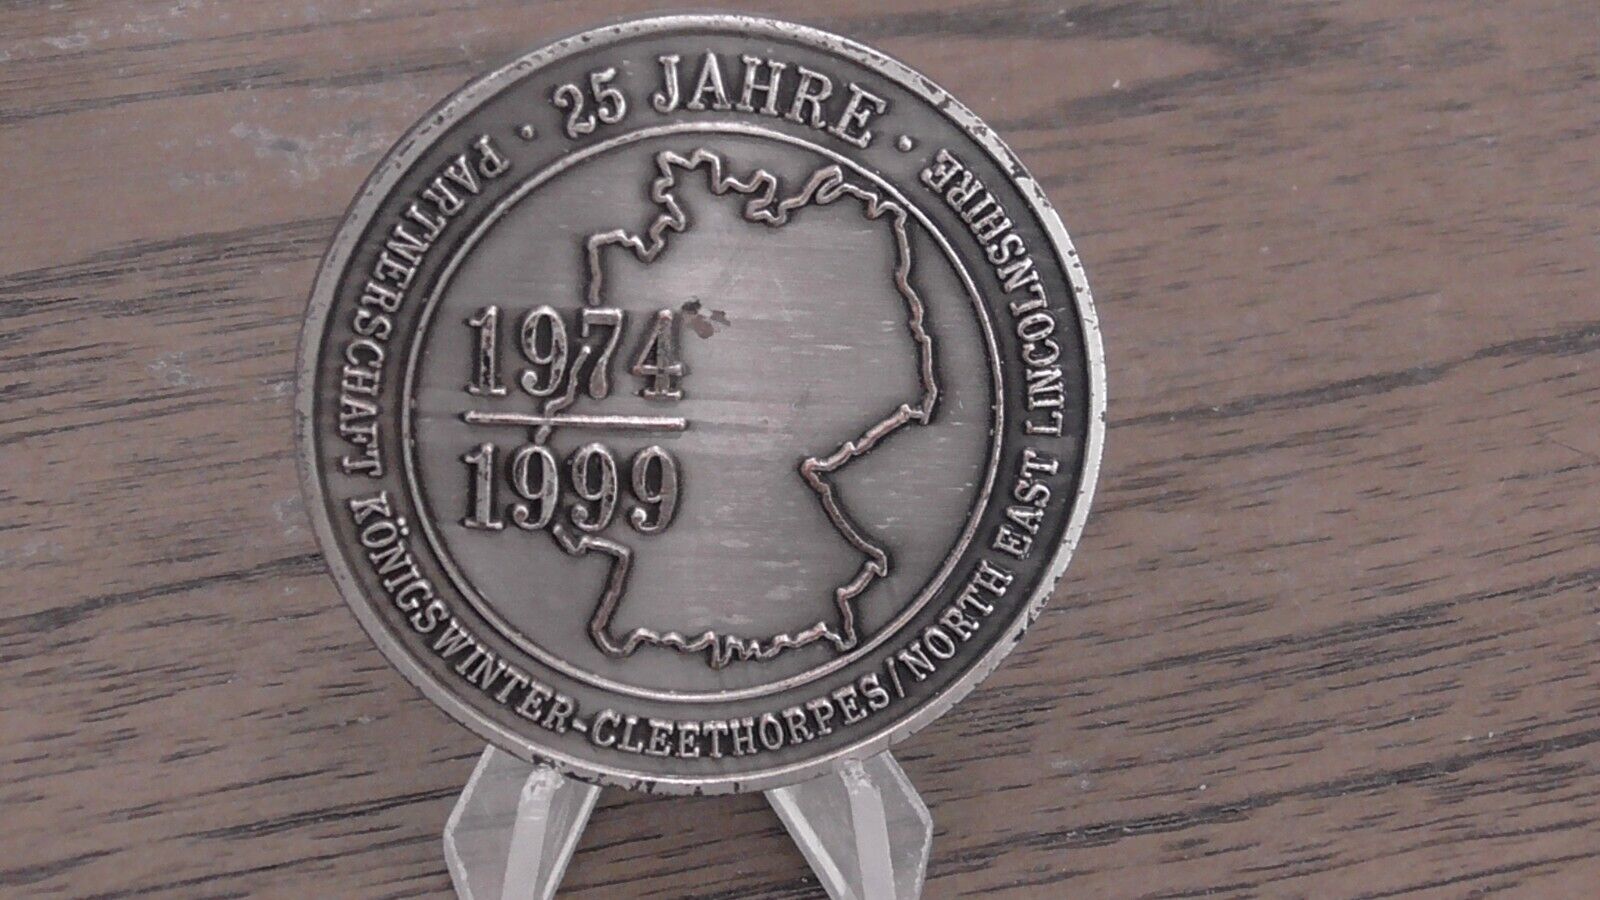 · 25 JAHRE ·
PARTNERSCHAFT KÖNIGSWINTER-CLEETHORPES/NORTH EAST LINCOLNSHIRE
1974
1999